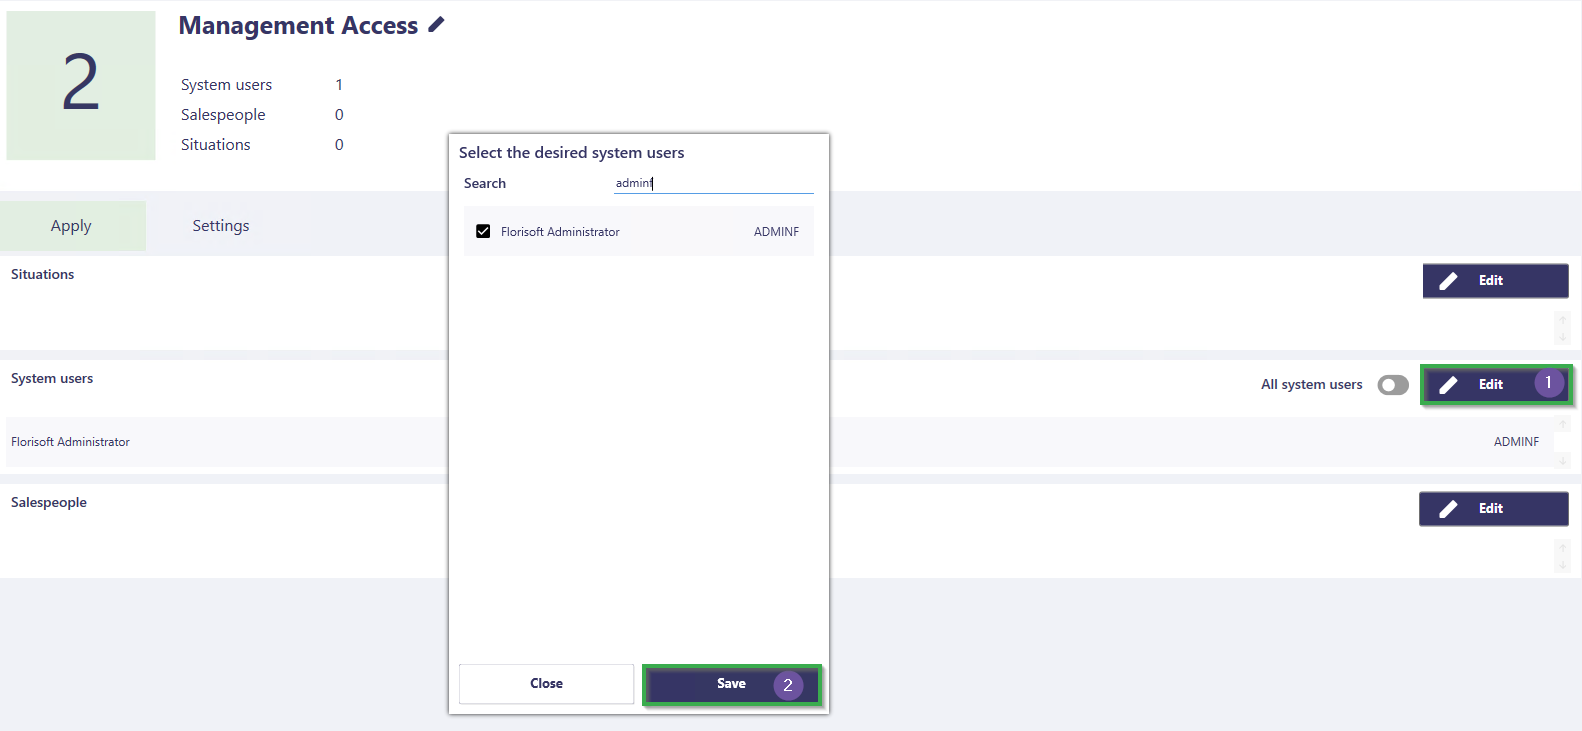 2
Management Access
System users 1
Salespeople 0
Situations 0
Select the desired system users
Search adminf
Florisoft Administrator ADMINF
Apply Settings
Situations Edit
System users All system users Edit 1
Florisoft Administrator ADMINF
Salespeople Edit
Close Save 2